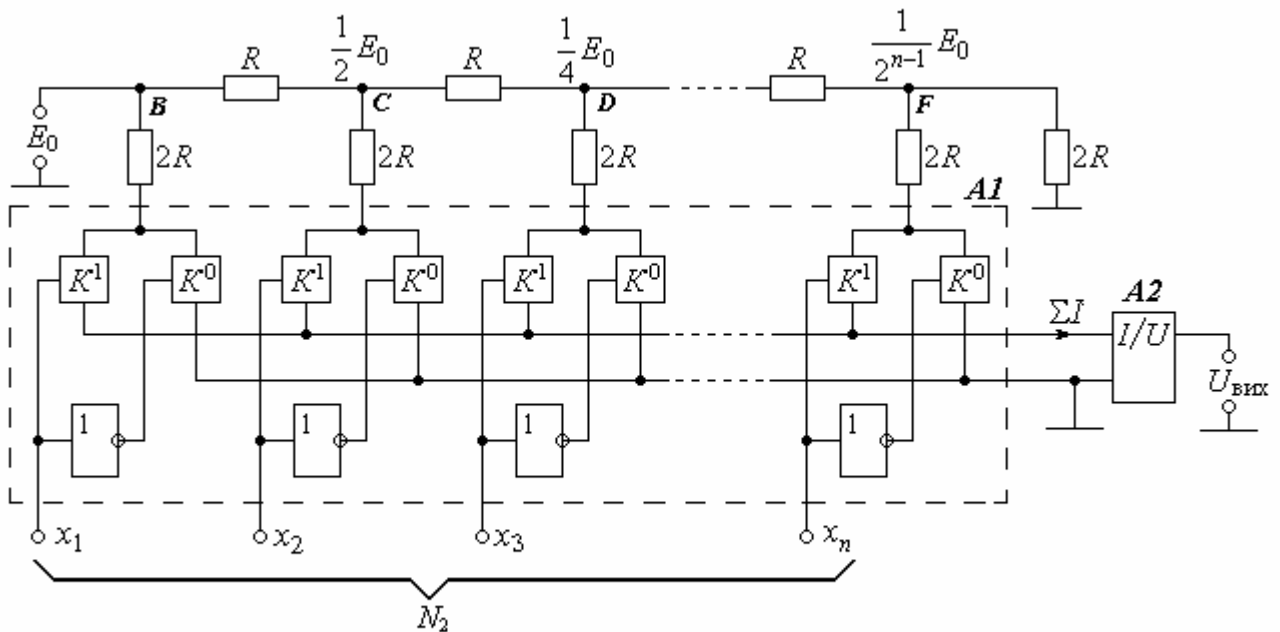 R 1/2 E₀ R 1/4 E₀ R 1/2ⁿ⁻¹ E₀
B C D F
E₀ 2R 2R 2R 2R 2R
A1
K¹ K⁰ K¹ K⁰ K¹ K⁰ K¹ K⁰
A2
ΣI I/U
Uвих
1 1 1 1
x₁ x₂ x₃ xₙ
N₂